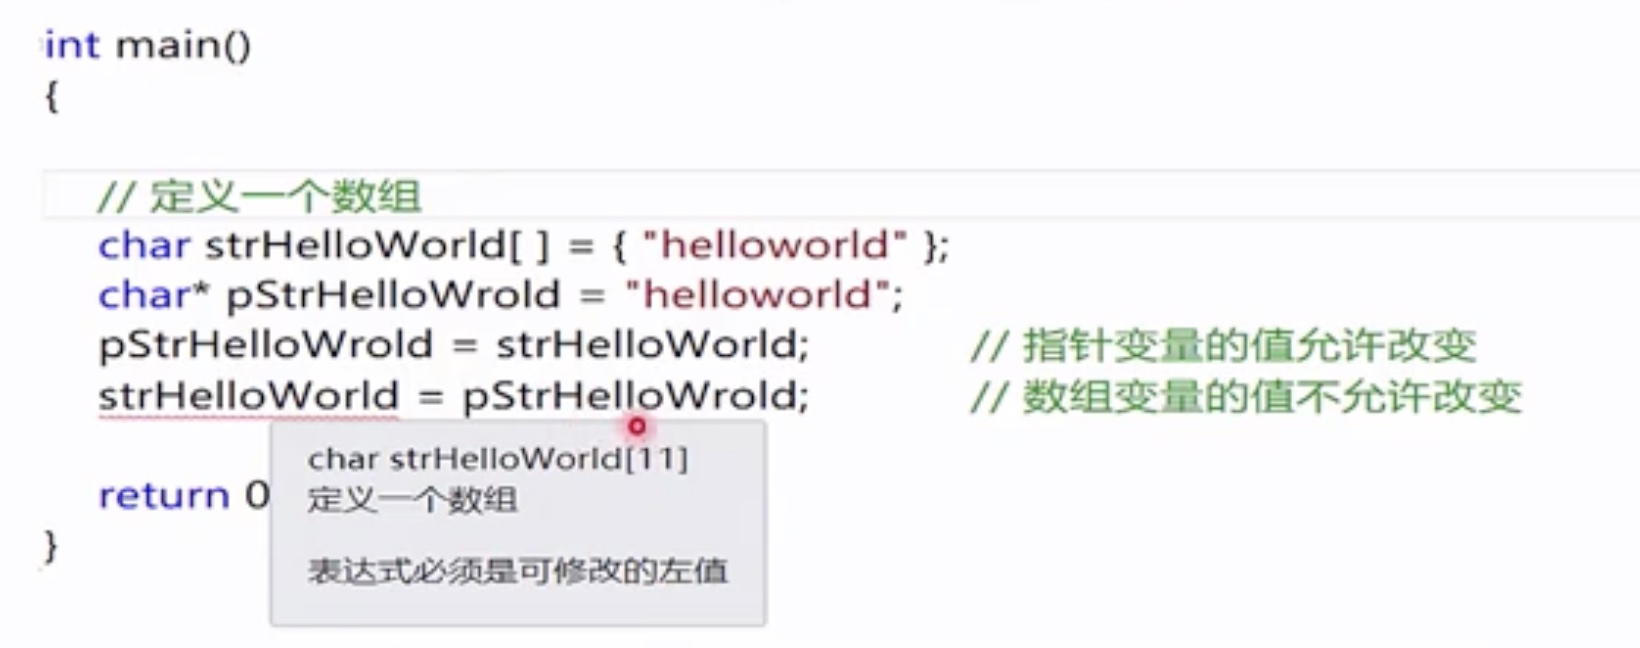 int main()
{
// 定义一个数组
char strHelloWorld[ ] = { "helloworld" };
char* pStrHelloWrold = "helloworld";
pStrHelloWrold = strHelloWorld; // 指针变量的值允许改变
strHelloWorld = pStrHelloWrold; // 数组变量的值不允许改变
char strHelloWorld[11]
return 0
定义一个数组
}
表达式必须是可修改的左值